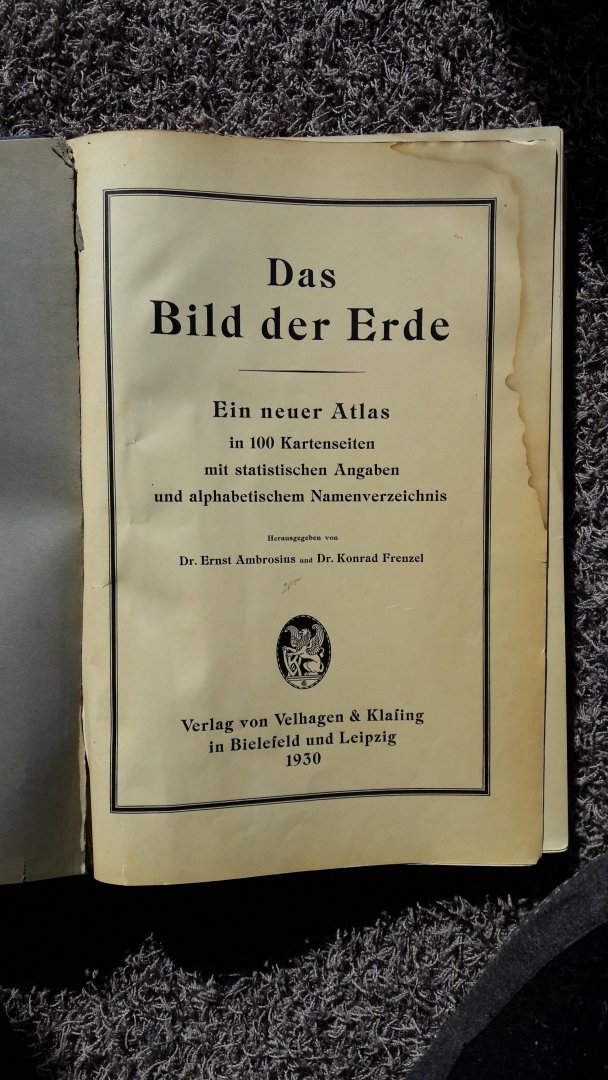 Das
Bild der Erde
Ein neuer Atlas
in 100 Kartenseiten
mit statistischen Angaben
und alphabetischem Namenverzeichnis
Herausgegeben von
Dr. Ernst Ambrosius und Dr. Konrad Frenzel
Verlag von Velhagen & Klasing
in Bielefeld und Leipzig
1930